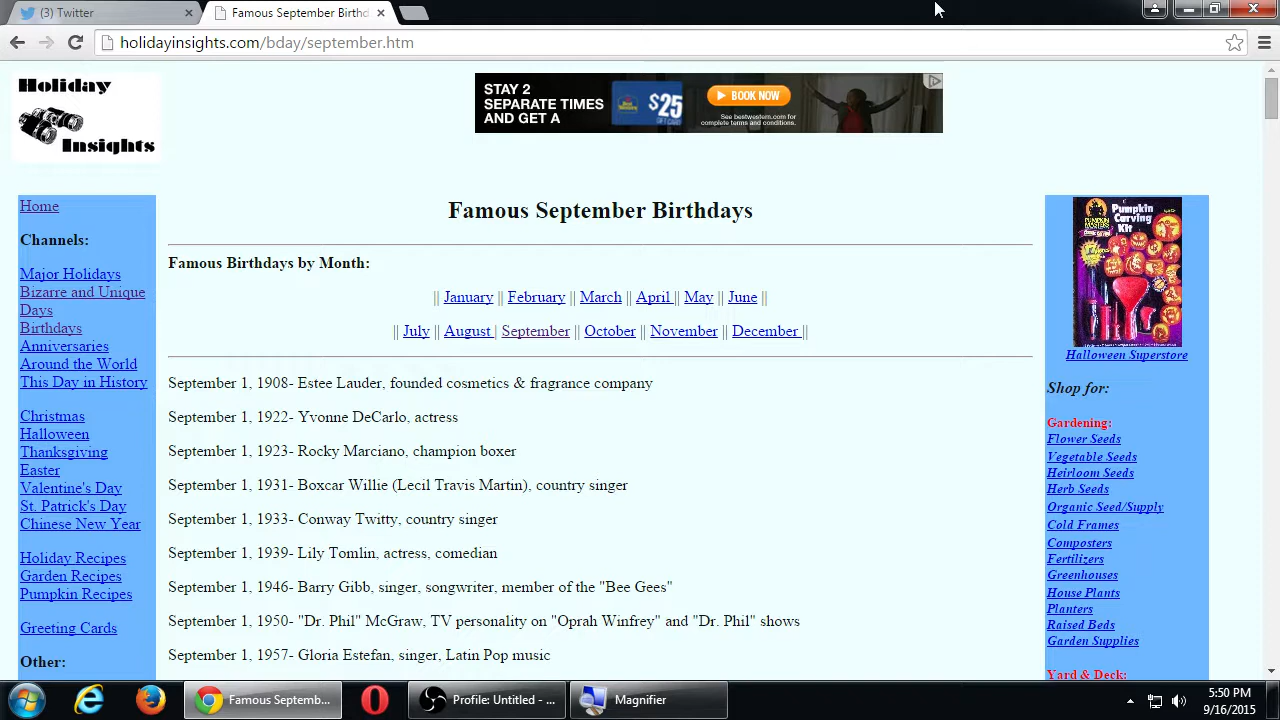 (3) Twitter
Famous September Birthd
holidayinsights.com/bday/september.htm
Holiday
Insights
STAY 2
SEPARATE TIMES
AND GET A
$25
BOOK NOW
See bestwestern.com for
complete terms and conditions.
Home
Channels:
Major Holidays
Bizarre and Unique
Days
Birthdays
Anniversaries
Around the World
This Day in History
Christmas
Halloween
Thanksgiving
Easter
Valentine's Day
St. Patrick's Day
Chinese New Year
Holiday Recipes
Garden Recipes
Pumpkin Recipes
Greeting Cards
Other:
Famous September Birthdays
Famous Birthdays by Month:
|| January || February || March || April || May || June ||
|| July || August | September || October || November || December ||
September 1, 1908- Estee Lauder, founded cosmetics & fragrance company
September 1, 1922- Yvonne DeCarlo, actress
September 1, 1923- Rocky Marciano, champion boxer
September 1, 1931- Boxcar Willie (Lecil Travis Martin), country singer
September 1, 1933- Conway Twitty, country singer
September 1, 1939- Lily Tomlin, actress, comedian
September 1, 1946- Barry Gibb, singer, songwriter, member of the "Bee Gees"
September 1, 1950- "Dr. Phil" McGraw, TV personality on "Oprah Winfrey" and "Dr. Phil" shows
September 1, 1957- Gloria Estefan, singer, Latin Pop music
Pumpkin
Carving
Kit
Halloween Superstore
Shop for:
Gardening:
Flower Seeds
Vegetable Seeds
Heirloom Seeds
Herb Seeds
Organic Seed/Supply
Cold Frames
Composters
Fertilizers
Greenhouses
House Plants
Planters
Raised Beds
Garden Supplies
Yard & Deck:
Famous Septemb...
Profile: Untitled - ...
Magnifier
5:50 PM
9/16/2015